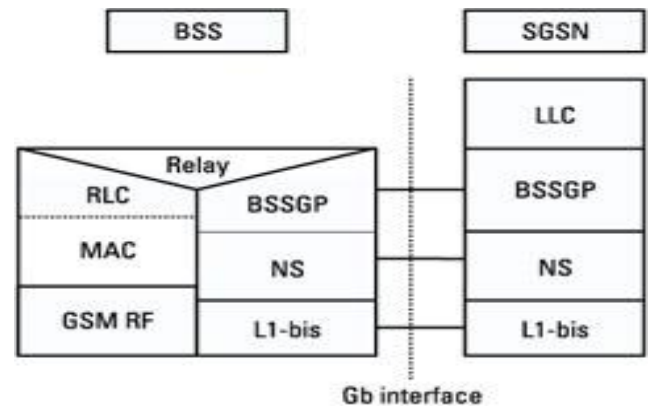 BSS
SGSN
LLC
Relay
RLC
BSSGP
BSSGP
MAC
NS
NS
GSM RF
L1-bis
L1-bis
Gb interface